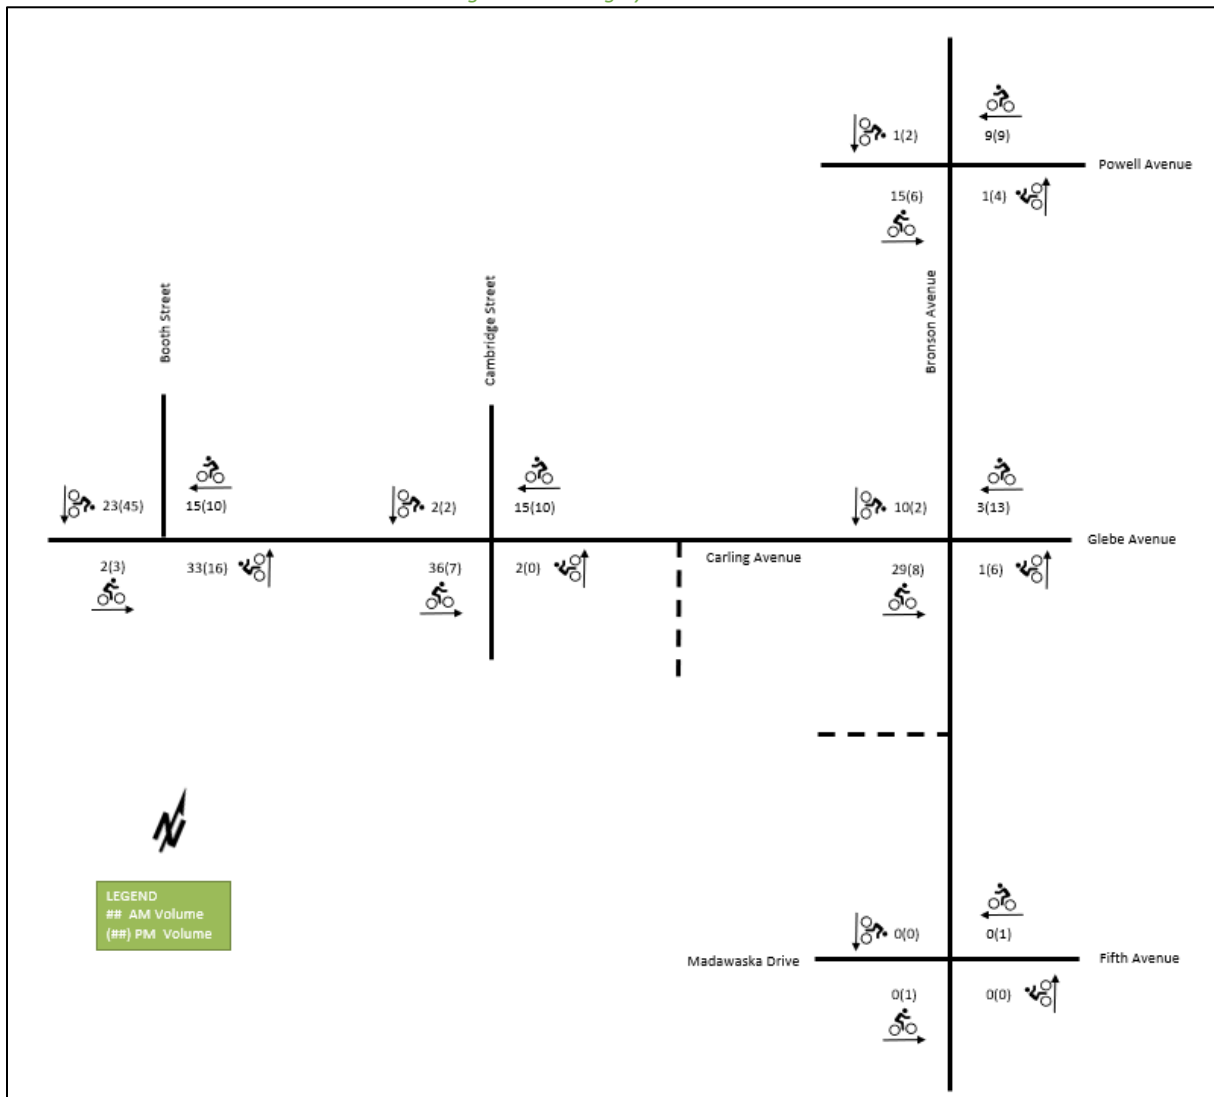 1(2)
9(9)
Powell Avenue
15(6)
1(4)
Bronson Avenue
Booth Street
Cambridge Street
23(45)
15(10)
2(2)
15(10)
10(2)
3(13)
Glebe Avenue
2(3)
33(16)
36(7)
2(0)
Carling Avenue
29(8)
1(6)
N
LEGEND
## AM Volume
(##) PM Volume
0(0)
0(1)
Madawaska Drive
Fifth Avenue
0(1)
0(0)